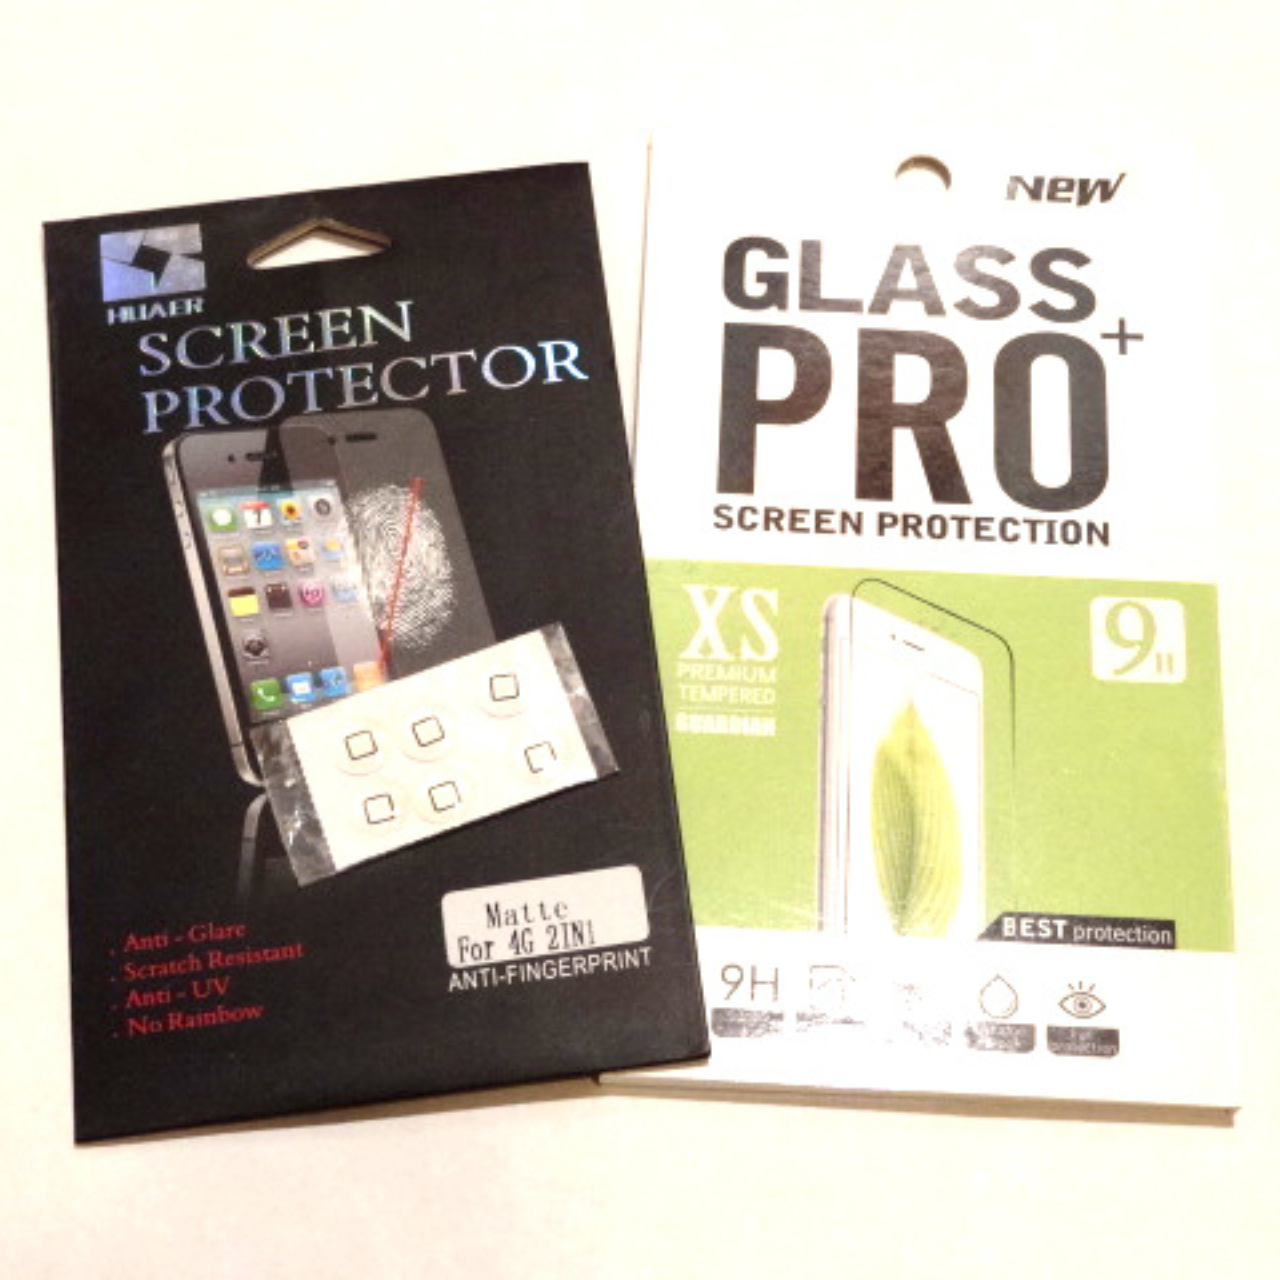 HUAER
SCREEN
PROTECTOR
Matte
For 4G 2IN1
ANTI-FINGERPRINT
. Anti - Glare
. Scratch Resistant
. Anti - UV
. No Rainbow
New
GLASS
PRO+
SCREEN PROTECTION
XS
PREMIUM
TEMPERED
GUARDIAN
9H
BEST protection
9H